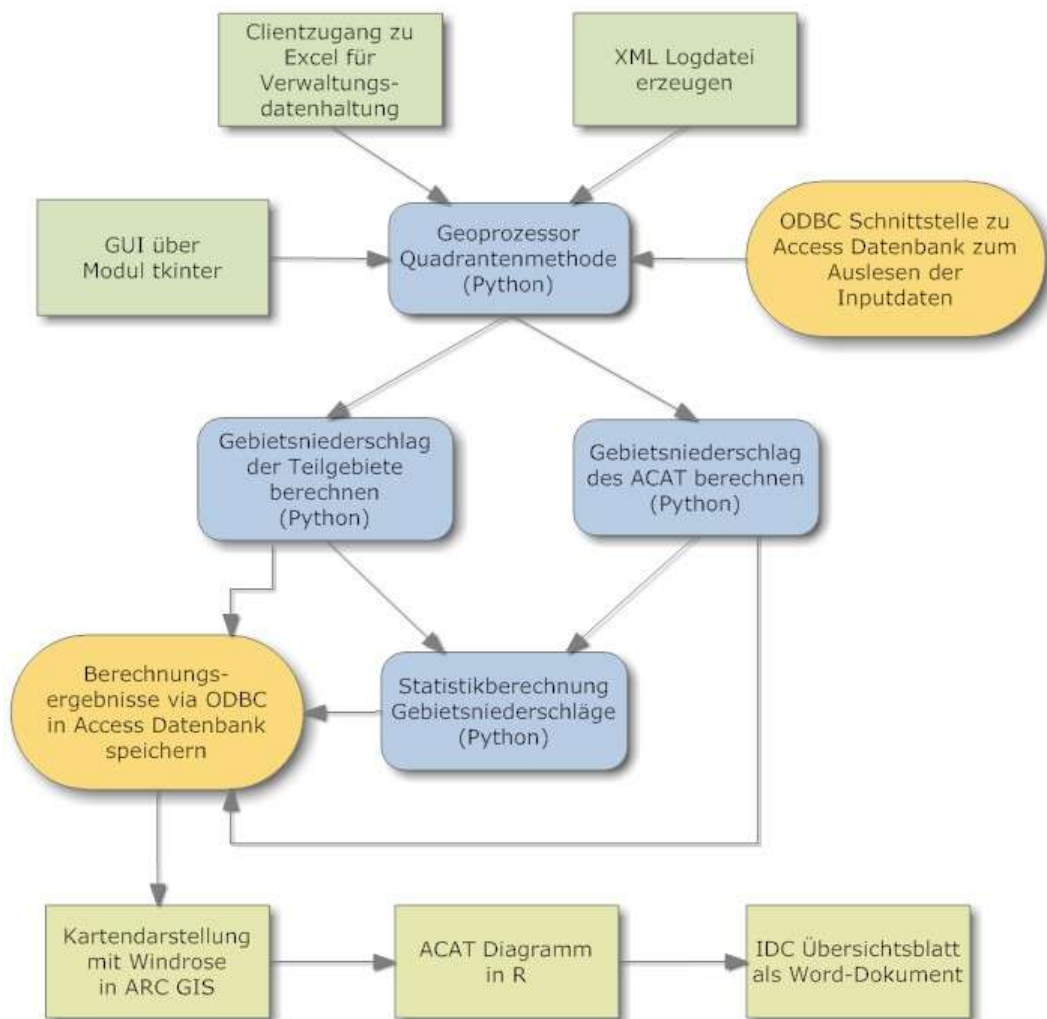 Clientzugang zu
Excel für
Verwaltungs-
datenhaltung
XML Logdatei
erzeugen
GUI über
Modul tkinter
Geoprozessor
Quadrantenmethode
(Python)
ODBC Schnittstelle zu
Access Datenbank zum
Auslesen der
Inputdaten
Gebietsniederschlag
der Teilgebiete
berechnen
(Python)
Gebietsniederschlag
des ACAT berechnen
(Python)
Berechnungs-
ergebnisse via ODBC
in Access Datenbank
speichern
Statistikberechnung
Gebietsniederschläge
(Python)
Kartendarstellung
mit Windrose
in ARC GIS
ACAT Diagramm
in R
IDC Übersichtsblatt
als Word-Dokument